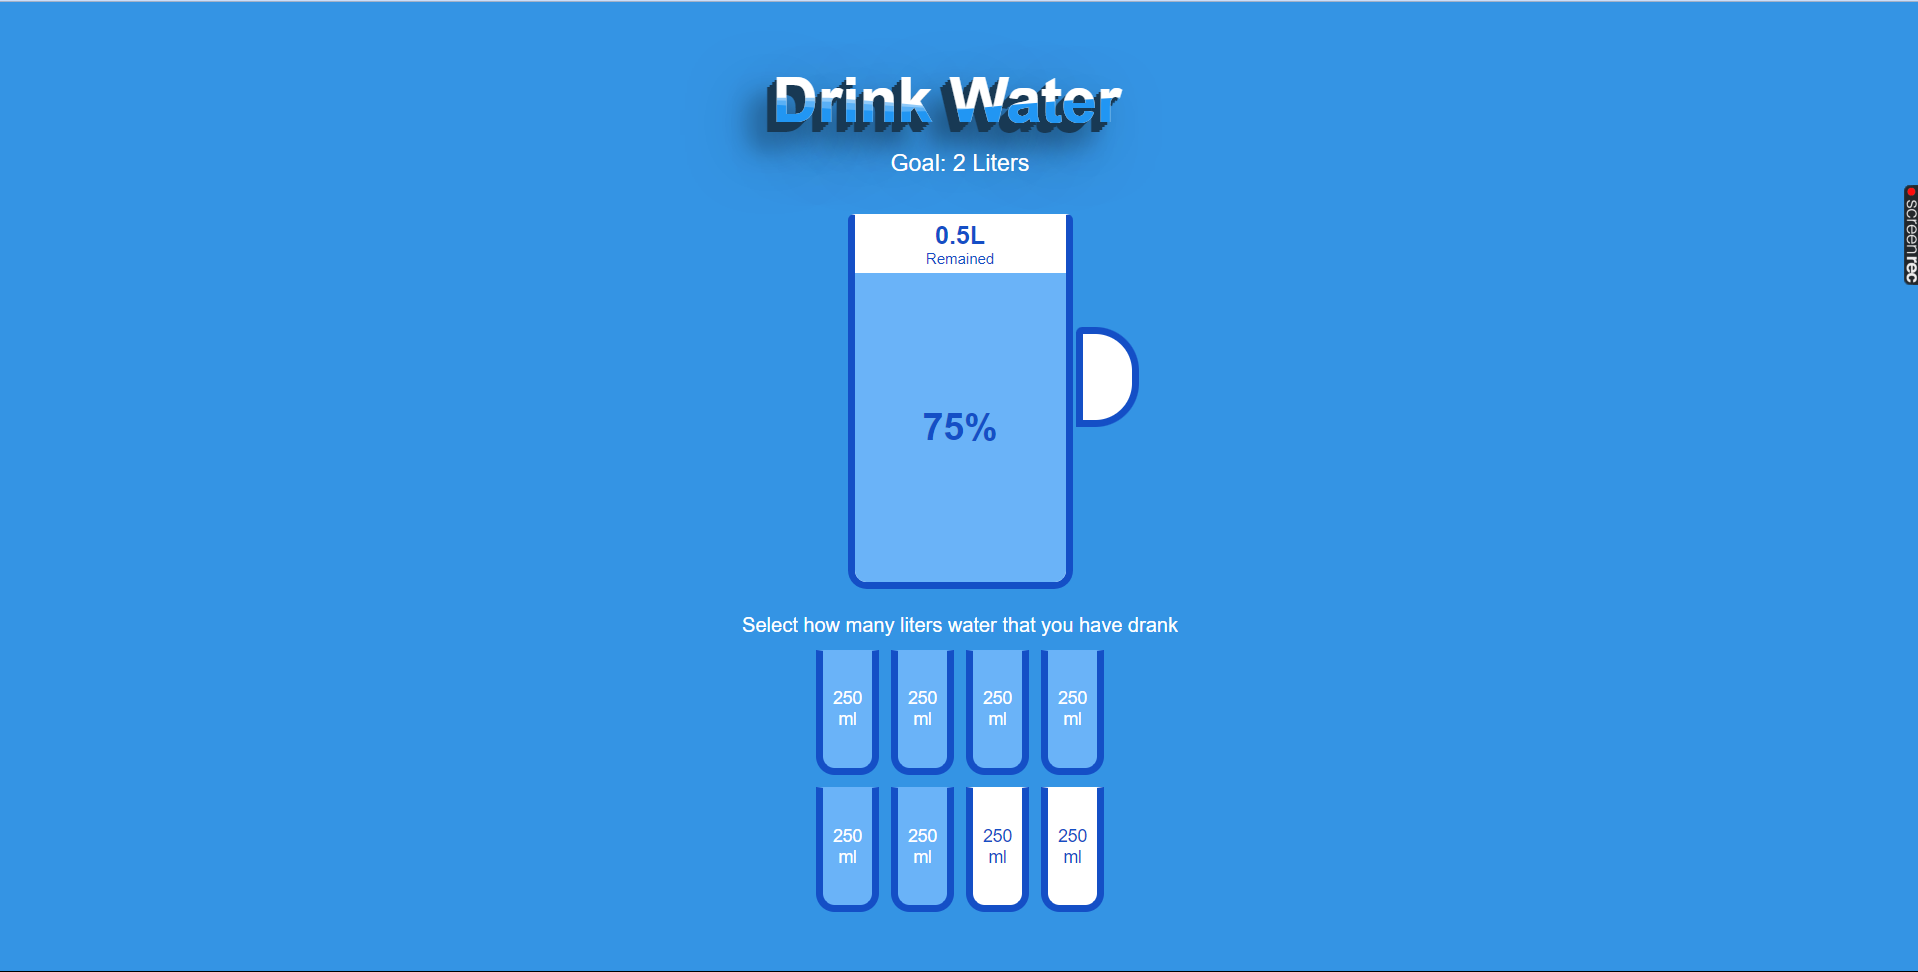 Drink Water
Goal: 2 Liters
0.5L
Remained
screenrec
75%
Select how many liters water that you have drank
250 250 250 250
ml ml ml ml
250 250 250 250
ml ml ml ml